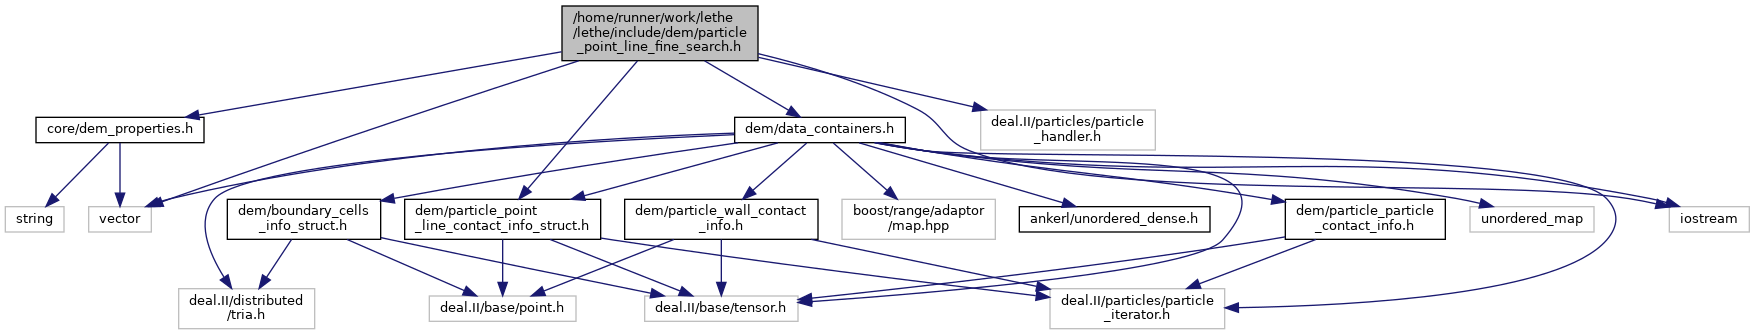 /home/runner/work/lethe
/lethe/include/dem/particle
_point_line_fine_search.h
core/dem_properties.h
dem/data_containers.h
deal.II/particles/particle
_handler.h
string
vector
dem/boundary_cells
_info_struct.h
dem/particle_point
_line_contact_info_struct.h
dem/particle_wall_contact
_info.h
boost/range/adaptor
/map.hpp
ankerl/unordered_dense.h
dem/particle_particle
_contact_info.h
unordered_map
iostream
deal.II/distributed
/tria.h
deal.II/base/point.h
deal.II/base/tensor.h
deal.II/particles/particle
_iterator.h